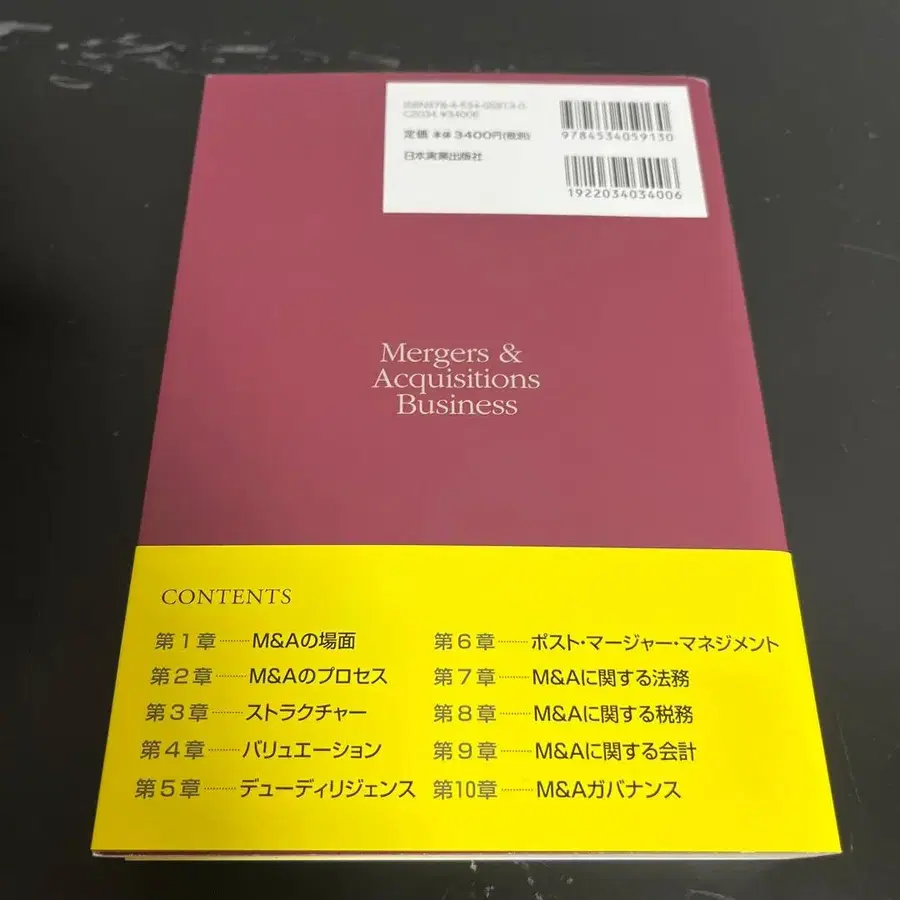 ISBN978-4-534-05913-0
C2034 ¥3400E
定価 本体3400円(税別)
日本実業出版社
9784534059130
1922034034006
Mergers &
Acquisitions
Business
CONTENTS
第1章………M&Aの場面
第2章………M&Aのプロセス
第3章………ストラクチャー
第4章………バリュエーション
第5章………デューディリジェンス
第6章………ポスト・マージャー・マネジメント
第7章………M&Aに関する法務
第8章………M&Aに関する税務
第9章………M&Aに関する会計
第10章………M&Aガバナンス